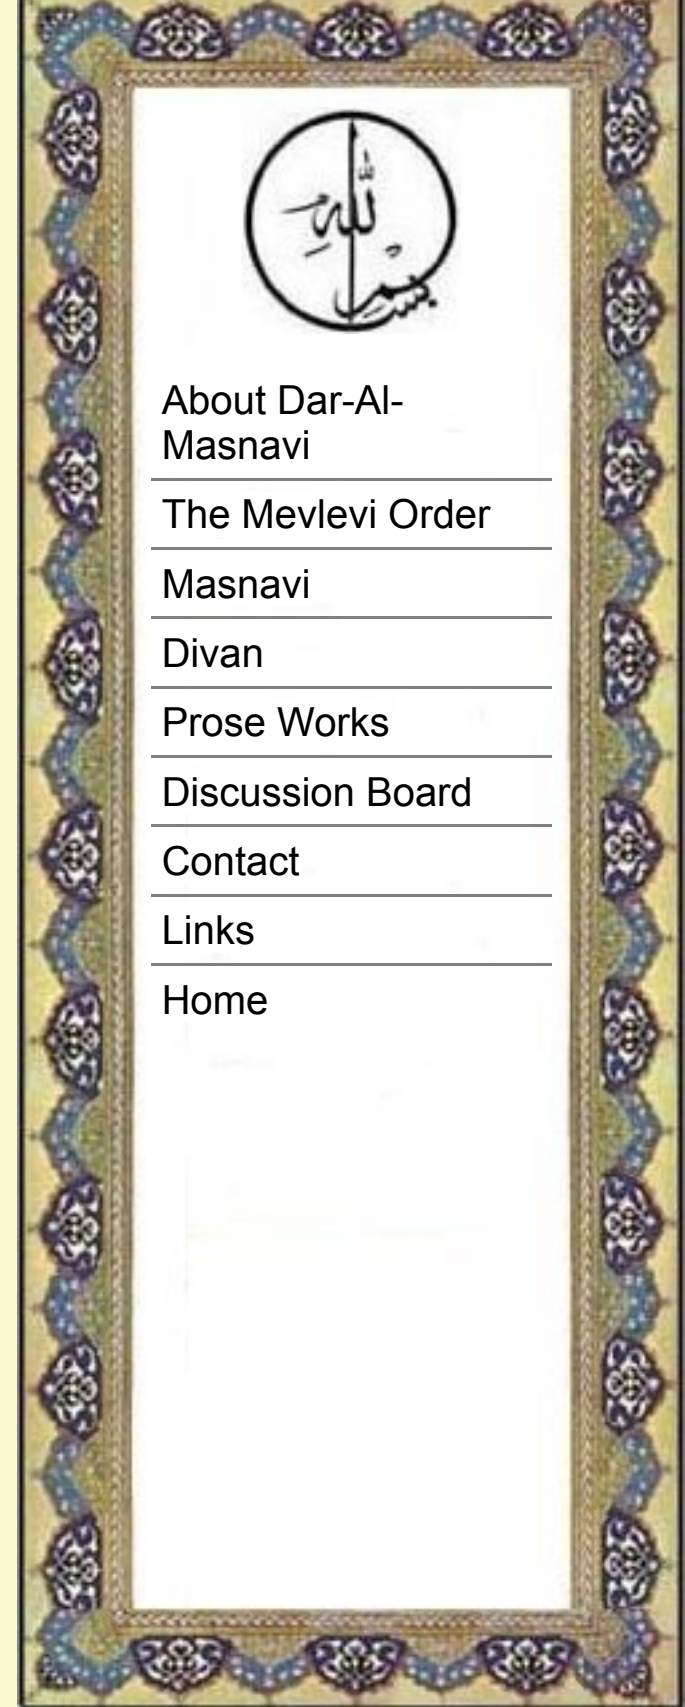 بسم الله
About Dar-Al-
Masnavi
The Mevlevi Order
Masnavi
Divan
Prose Works
Discussion Board
Contact
Links
Home